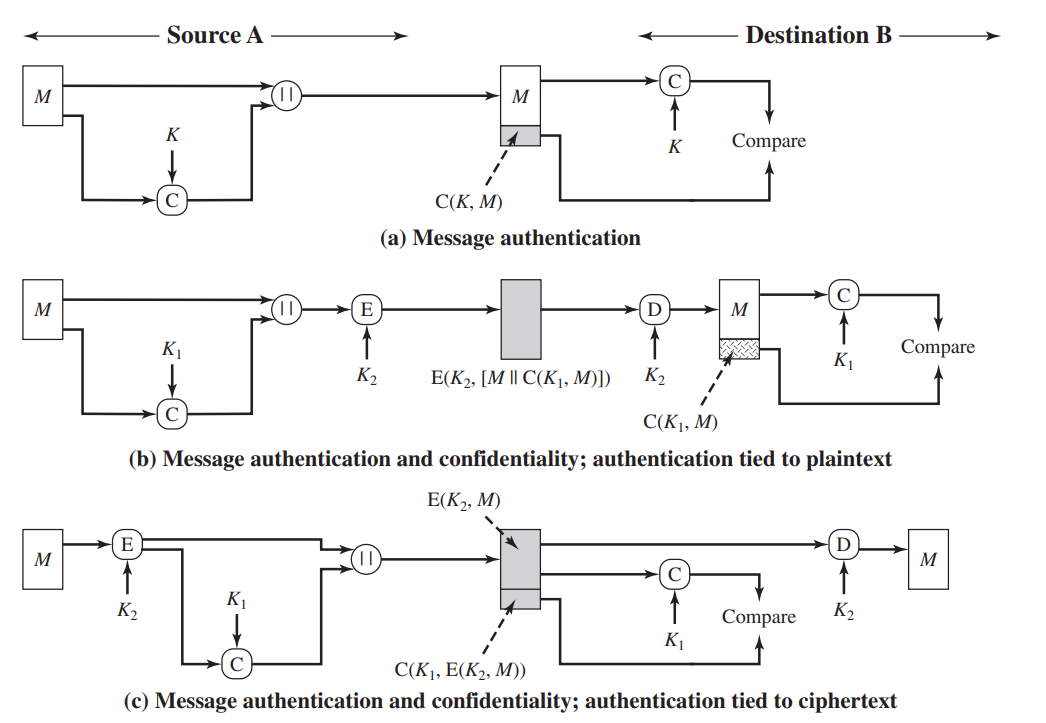 Source A
Destination B
M
||
M
C
K
K
Compare
C
C(K, M)
(a) Message authentication
M
||
E
D
M
C
K1
K2
E(K2, [M || C(K1, M)])
K2
K1
Compare
C
C(K1, M)
(b) Message authentication and confidentiality; authentication tied to plaintext
E(K2, M)
M
E
||
D
M
K2
K1
C
K1
Compare
K2
C
C(K1, E(K2, M))
(c) Message authentication and confidentiality; authentication tied to ciphertext